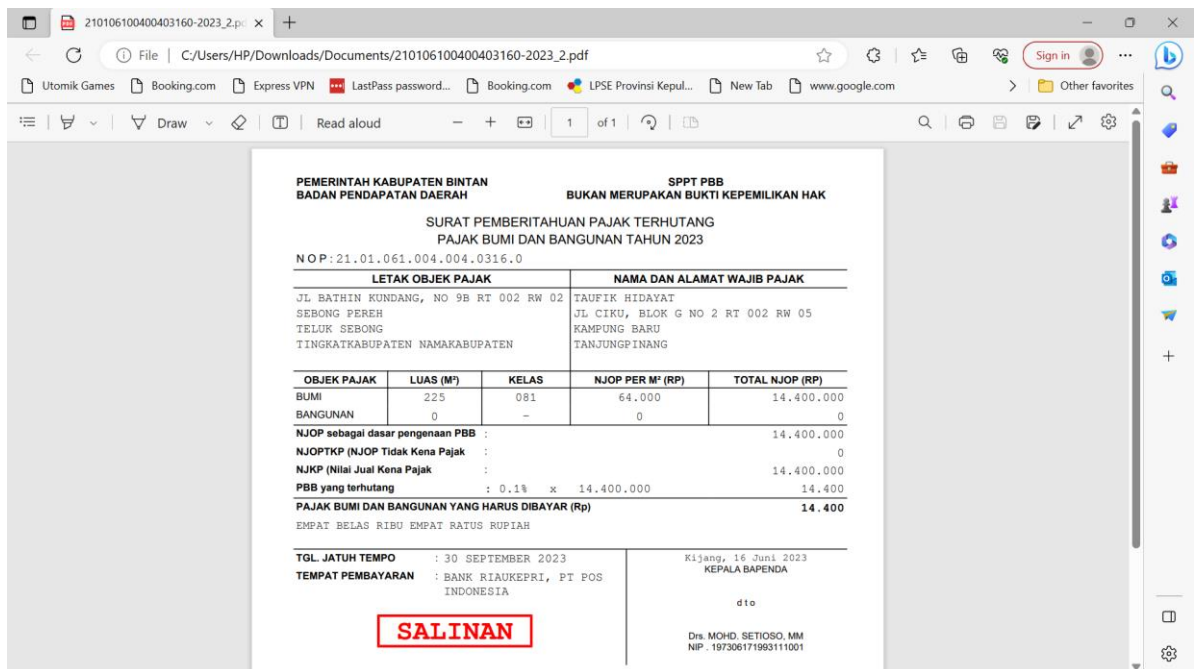 210106100400403160-2023_2.pd
File | C:/Users/HP/Downloads/Documents/210106100400403160-2023_2.pdf
Sign in
Utomik Games Booking.com Express VPN LastPass password... Booking.com LPSE Provinsi Kepul... New Tab www.google.com Other favorites
Draw Read aloud 1 of 1
PEMERINTAH KABUPATEN BINTAN SPPT PBB
BADAN PENDAPATAN DAERAH BUKAN MERUPAKAN BUKTI KEPEMILIKAN HAK
SURAT PEMBERITAHUAN PAJAK TERHUTANG
PAJAK BUMI DAN BANGUNAN TAHUN 2023
NOP:21.01.061.004.004.0316.0
LETAK OBJEK PAJAK NAMA DAN ALAMAT WAJIB PAJAK
JL BATHIN KUNDANG, NO 9B RT 002 RW 02 TAUFIK HIDAYAT
SEBONG PEREH JL CIKU, BLOK G NO 2 RT 002 RW 05
TELUK SEBONG KAMPUNG BARU
TINGKATKABUPATEN NAMAKABUPATEN TANJUNGPINANG
OBJEK PAJAK LUAS (M²) KELAS NJOP PER M² (RP) TOTAL NJOP (RP)
BUMI 225 081 64.000 14.400.000
BANGUNAN 0 – 0 0
NJOP sebagai dasar pengenaan PBB : 14.400.000
NJOPTKP (NJOP Tidak Kena Pajak : 0
NJKP (Nilai Jual Kena Pajak : 14.400.000
PBB yang terhutang : 0.1% x 14.400.000 14.400
PAJAK BUMI DAN BANGUNAN YANG HARUS DIBAYAR (Rp) 14.400
EMPAT BELAS RIBU EMPAT RATUS RUPIAH
TGL. JATUH TEMPO : 30 SEPTEMBER 2023 Kijang, 16 Juni 2023
KEPALA BAPENDA
TEMPAT PEMBAYARAN : BANK RIAUKEPRI, PT POS
INDONESIA
dto
SALINAN
Drs. MOHD. SETIOSO, MM
NIP . 197306171993111001